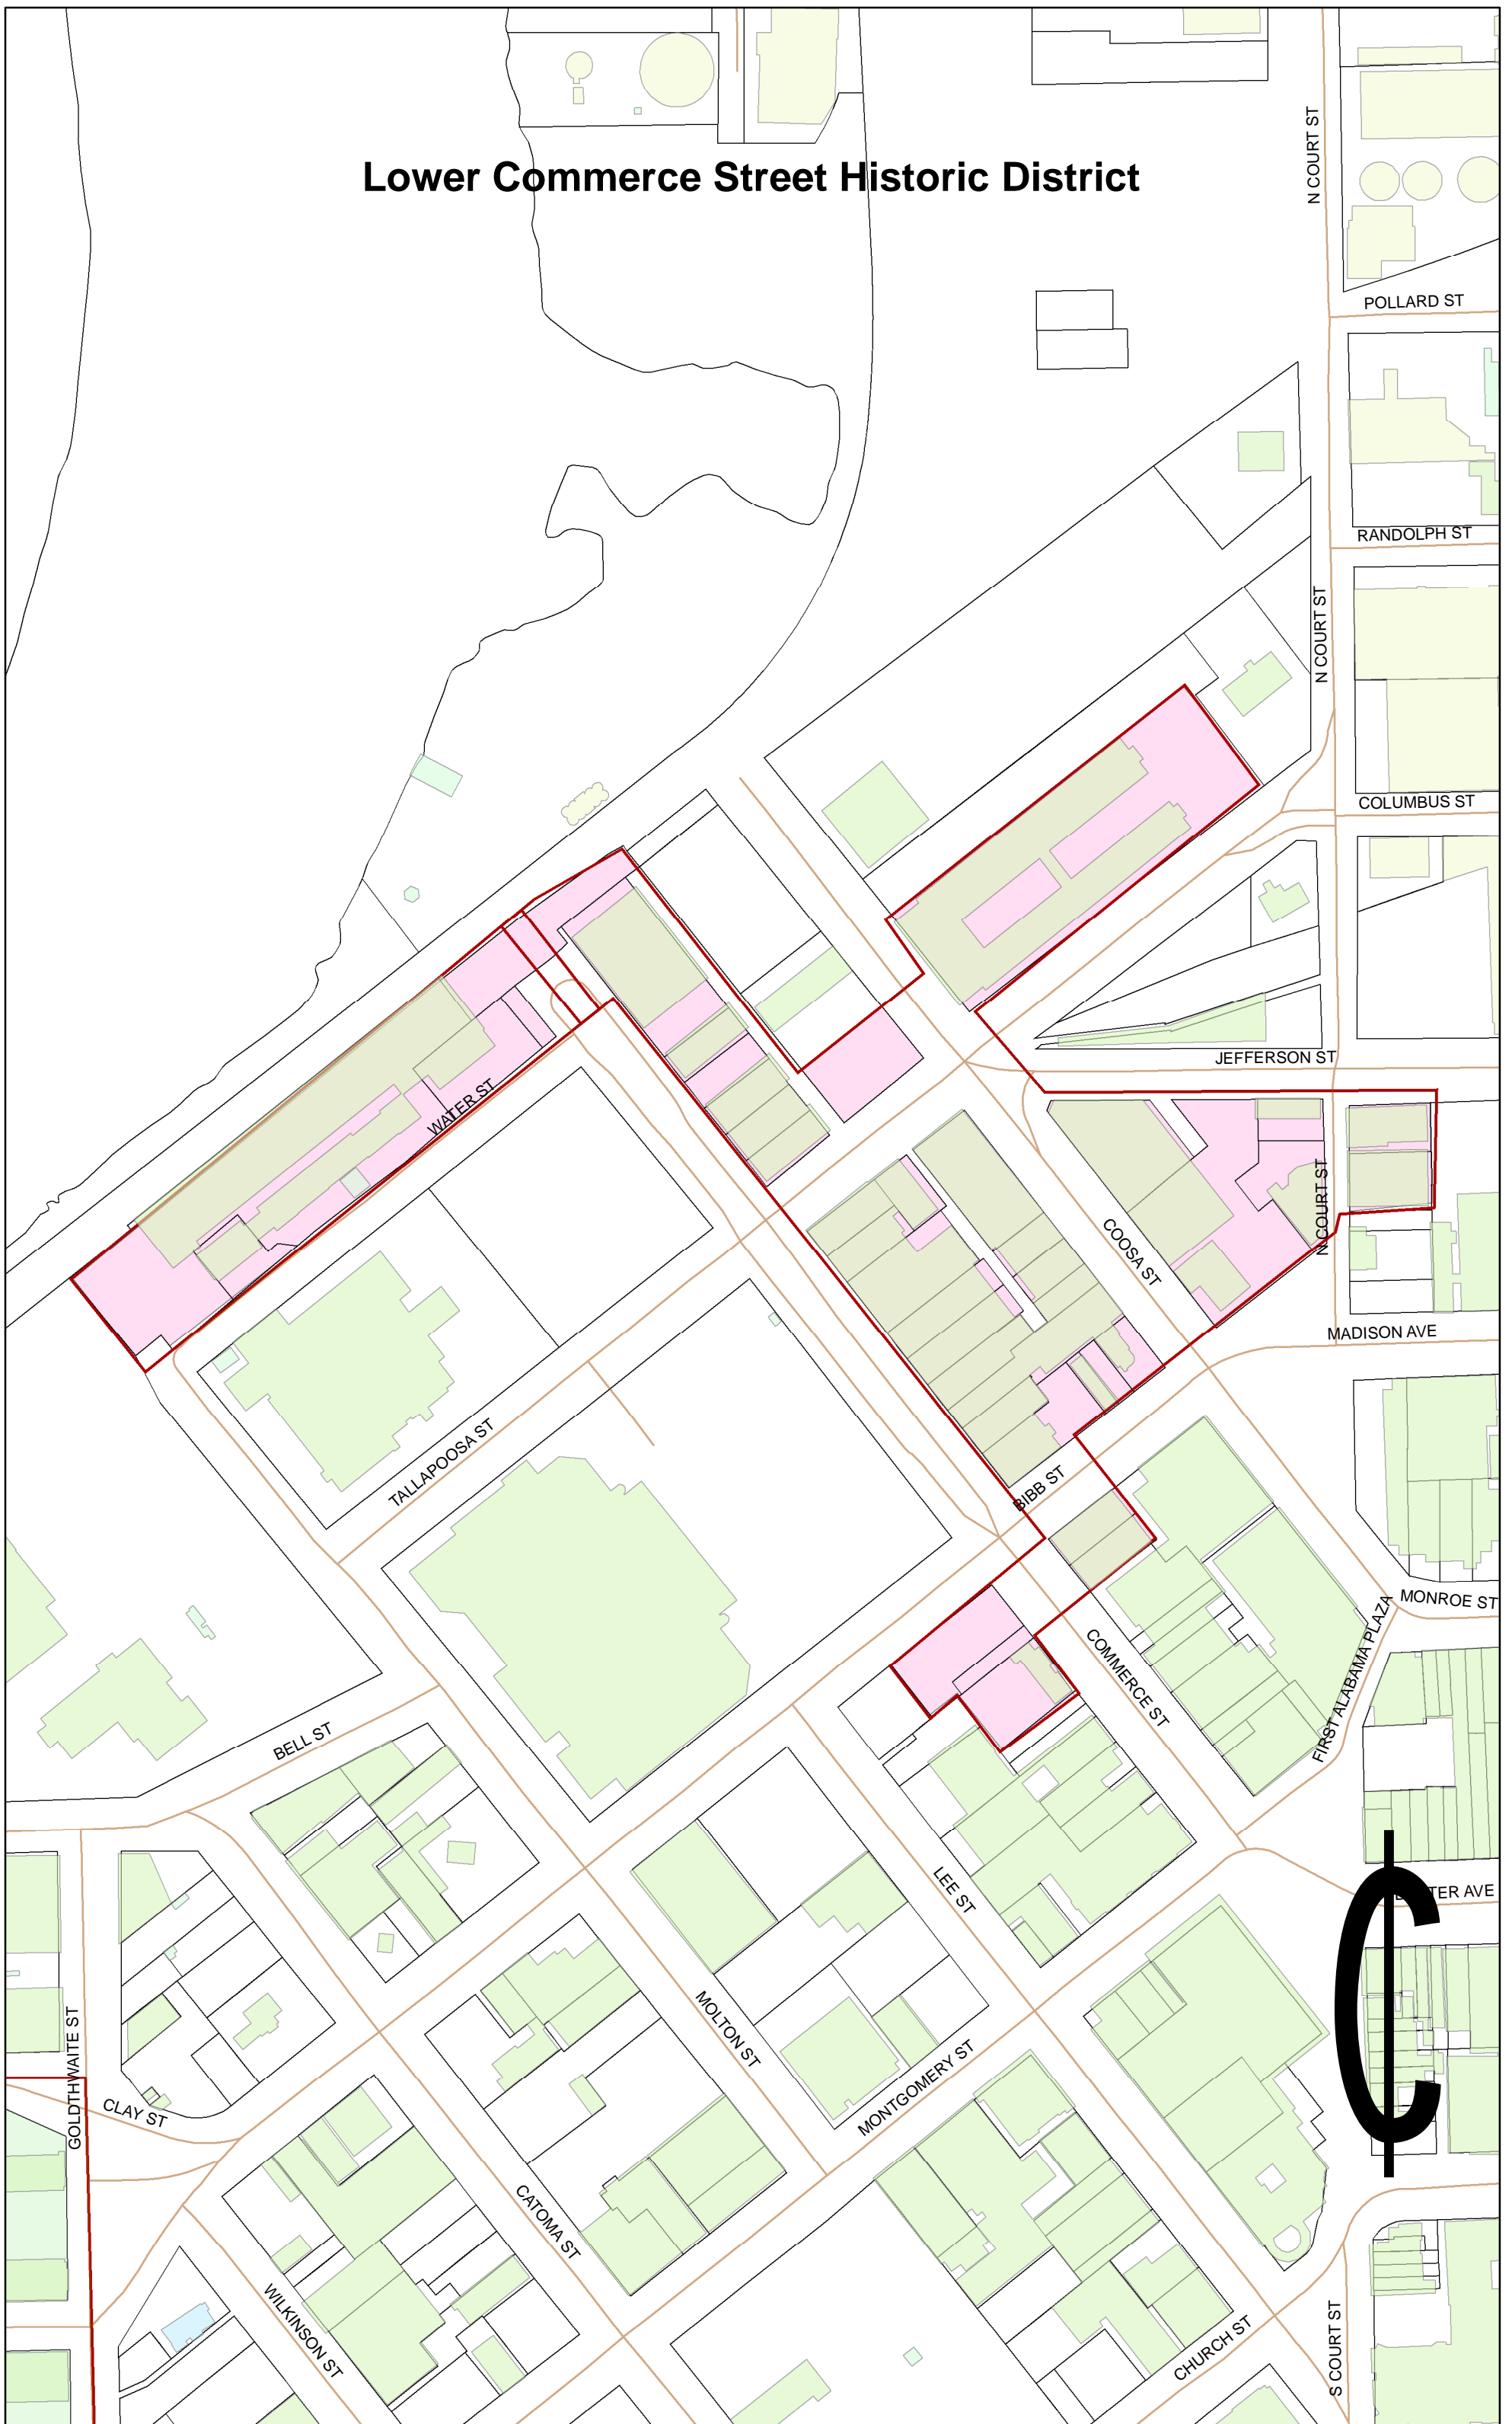 Lower Commerce Street Historic District
N COURT ST
POLLARD ST
RANDOLPH ST
N COURT ST
COLUMBUS ST
JEFFERSON ST
WATER ST
N COURT ST
COOSA ST
MADISON AVE
TALLAPOOSA ST
BIBB ST
MONROE ST
COMMERCE ST
FIRST ALABAMA PLAZA
BELL ST
LEE ST
AVE
GOLDTHWAITE ST
MOLTON ST
MONTGOMERY ST
CLAY ST
CATOMA ST
WILKINSON ST
CHURCH ST
S COURT ST